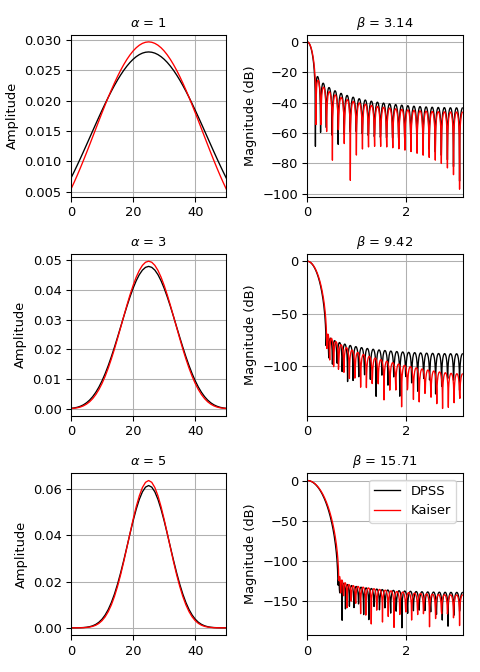 α = 1
β = 3.14
Amplitude
0.030
0.025
0.020
0.015
0.010
0.005
0 20 40
Magnitude (dB)
0
−20
−40
−60
−80
−100
0 2
α = 3
β = 9.42
Amplitude
0.05
0.04
0.03
0.02
0.01
0.00
0 20 40
Magnitude (dB)
0
−50
−100
0 2
α = 5
β = 15.71
Amplitude
0.06
0.04
0.02
0.00
0 20 40
Magnitude (dB)
0
−50
−100
−150
0 2
DPSS
Kaiser